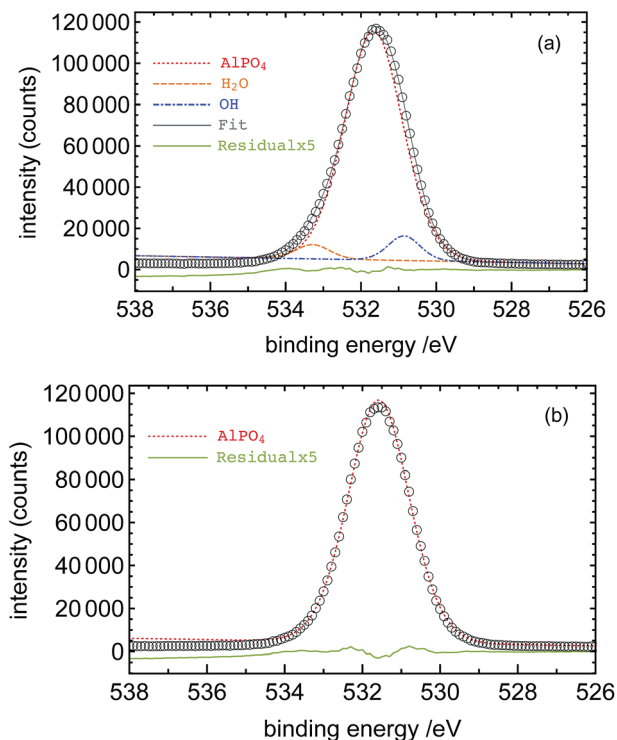 120 000
100 000
80 000
60 000
40 000
20 000
0
intensity (counts)
(a)
AlPO₄
H₂O
OH
Fit
Residualx5
538 536 534 532 530 528 526
binding energy /eV
120 000
100 000
80 000
60 000
40 000
20 000
0
intensity (counts)
(b)
AlPO₄
Residualx5
538 536 534 532 530 528 526
binding energy /eV